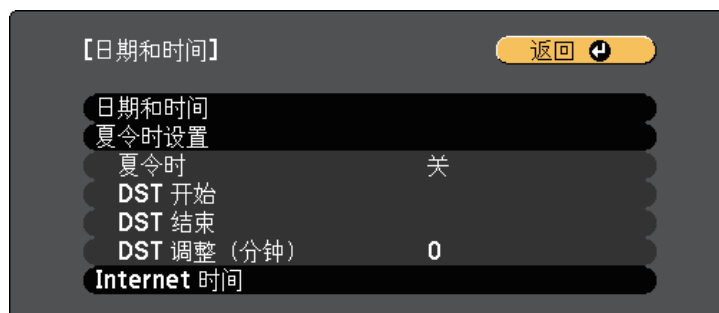 【日期和时间】
返回
日期和时间
夏令时设置
夏令时 关
DST 开始
DST 结束
DST 调整（分钟） 0
Internet 时间